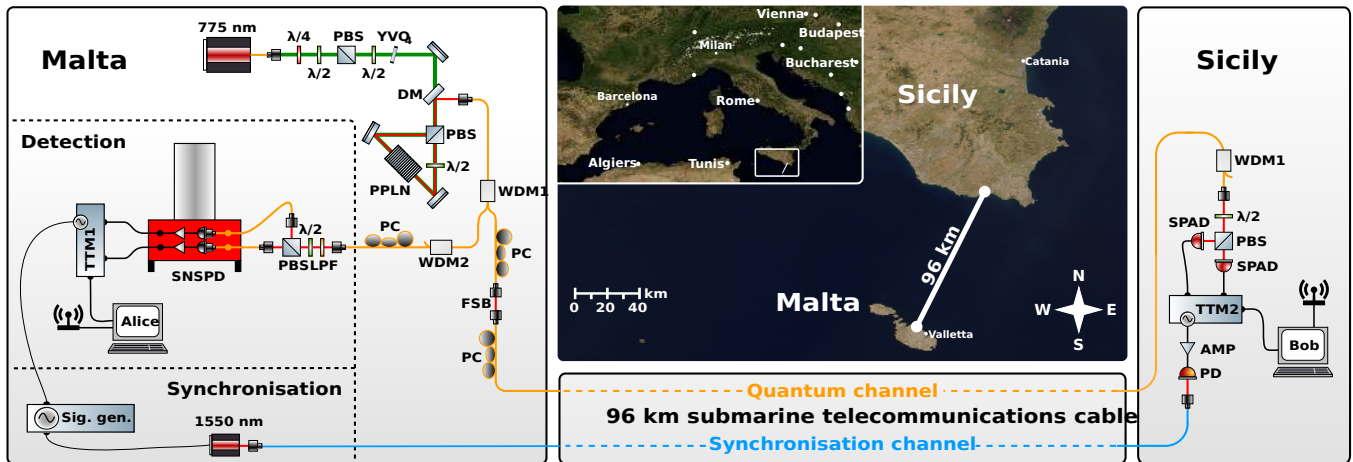 775 nm
Malta
λ/4
λ/2
PBS
λ/2
YVO4
DM
PBS
λ/2
PPLN
WDM1
Detection
TTM1
SNSPD
λ/2
PBS
LPF
PC
WDM2
PC
FSB
PC
Alice
Synchronisation
Sig. gen.
1550 nm
Vienna
Budapest
Milan
Bucharest
Barcelona
Rome
Algiers
Tunis
Catania
Sicily
96 km
km
0 20 40
Malta
Valletta
N
W E
S
Quantum channel
96 km submarine telecommunications cable
Synchronisation channel
Sicily
WDM1
λ/2
SPAD
PBS
SPAD
TTM2
AMP
PD
Bob